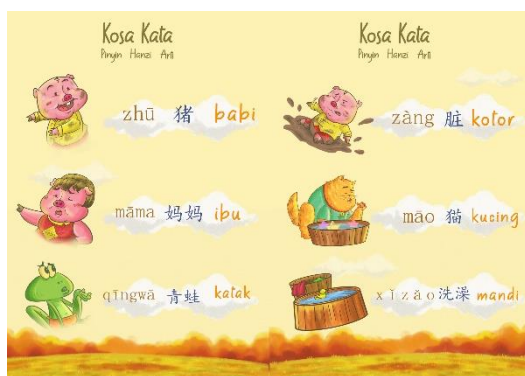 Kosa Kata
Pinyin Hanzi Arti
zhū 猪 babi
māma 妈妈 ibu
qīngwā 青蛙 katak
Kosa Kata
Pinyin Hanzi Arti
zàng 脏 kotor
māo 猫 kucing
xǐzǎo 洗澡 mandi